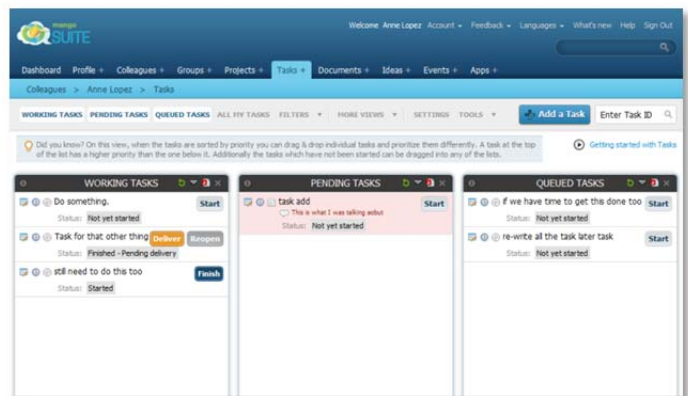 mango
SUITE
Welcome Anne Lopez Account Feedback Languages What's new Help Sign Out
Dashboard Profile + Colleagues + Groups + Projects + Tasks + Documents + Ideas + Events + Apps +
Colleagues > Anne Lopez > Tasks
WORKING TASKS PENDING TASKS QUEUED TASKS ALL MY TASKS FILTERS MORE VIEWS SETTINGS TOOLS Add a Task Enter Task ID
Did you know? On this view, when the tasks are sorted by priority you can drag & drop individual tasks and prioritize them differently. A task at the top
of the list has a higher priority than the one below it. Additionally the tasks which have not been started can be dragged into any of the lists.
Getting started with Tasks
WORKING TASKS
Do something. Start
Status: Not yet started
Task for that other thing Deliver Reopen
Status: Finished - Pending delivery
still need to do this too Finish
Status: Started
PENDING TASKS
task add Start
This is what I was talking aobut
Status: Not yet started
QUEUED TASKS
if we have time to get this done too Start
Status: Not yet started
re-write all the task later task Start
Status: Not yet started